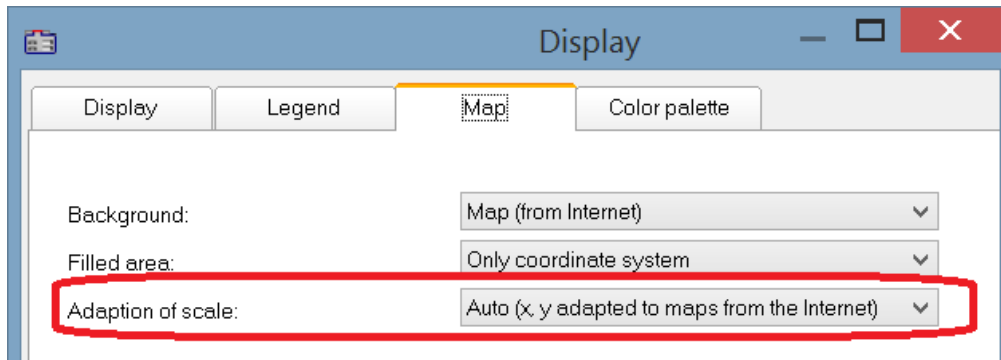 Display
Display Legend Map Color palette
Background: Map (from Internet)
Filled area: Only coordinate system
Adaption of scale: Auto (x, y adapted to maps from the Internet)